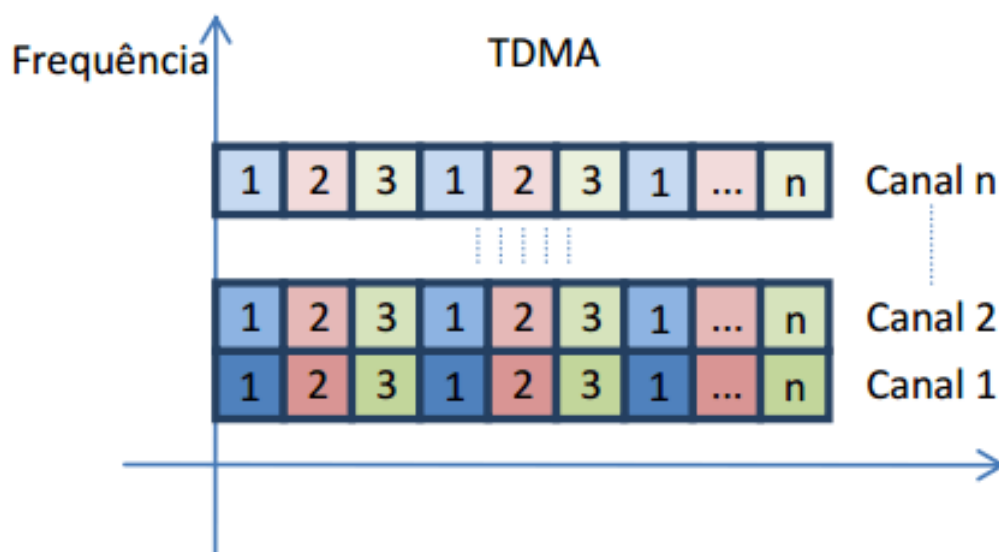 TDMA
Frequência
1 2 3 1 2 3 1 ... n Canal n
1 2 3 1 2 3 1 ... n Canal 2
1 2 3 1 2 3 1 ... n Canal 1